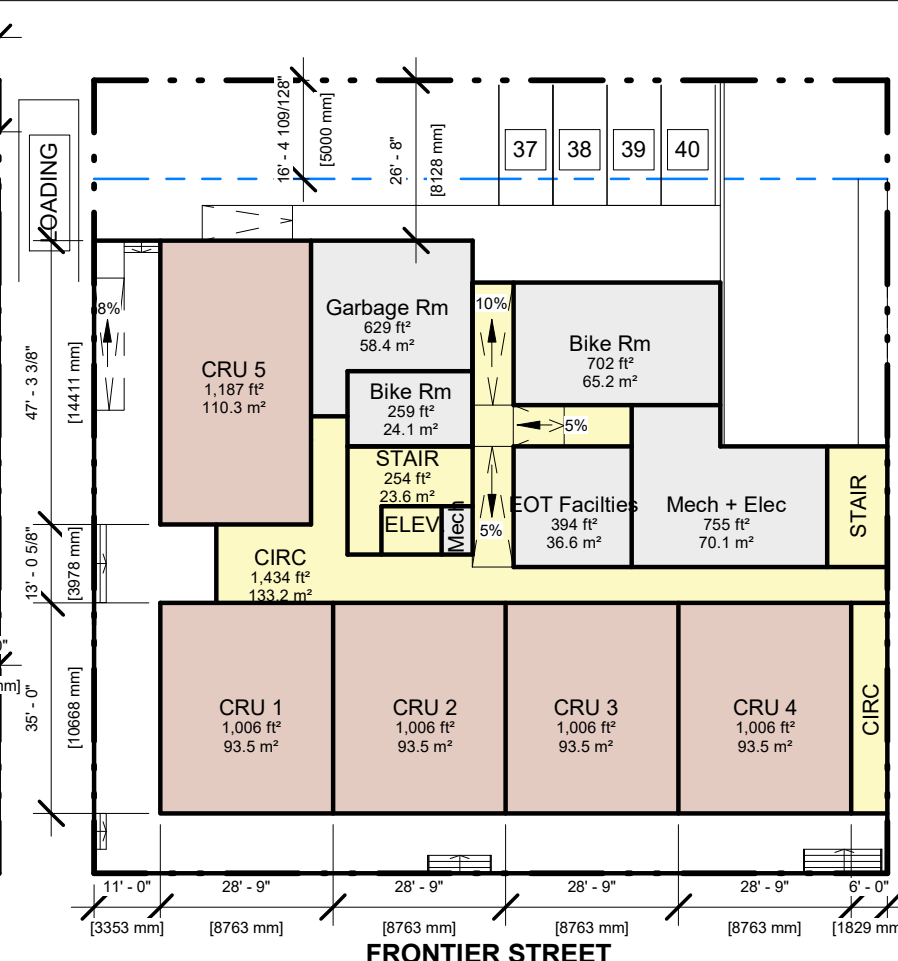 16' - 4 109/128"
[5000 mm]
26' - 8"
[8128 mm]
37
38
39
40
LOADING
8%
47' - 3 3/8"
[14411 mm]
CRU 5
1,187 ft²
110.3 m²
Garbage Rm
629 ft²
58.4 m²
10%
Bike Rm
702 ft²
65.2 m²
Bike Rm
259 ft²
24.1 m²
5%
STAIR
254 ft²
23.6 m²
ELEV.
Mech
5%
EOT Facilties
394 ft²
36.6 m²
Mech + Elec
755 ft²
70.1 m²
STAIR
13' - 0 5/8"
[3978 mm]
CIRC
1,434 ft²
133.2 m²
35' - 0"
[10668 mm]
CRU 1
1,006 ft²
93.5 m²
CRU 2
1,006 ft²
93.5 m²
CRU 3
1,006 ft²
93.5 m²
CRU 4
1,006 ft²
93.5 m²
CIRC
11' - 0"
28' - 9"
28' - 9"
28' - 9"
28' - 9"
6' - 0"
[3353 mm]
[8763 mm]
[8763 mm]
[8763 mm]
[8763 mm]
[1829 mm
FRONTIER STREET